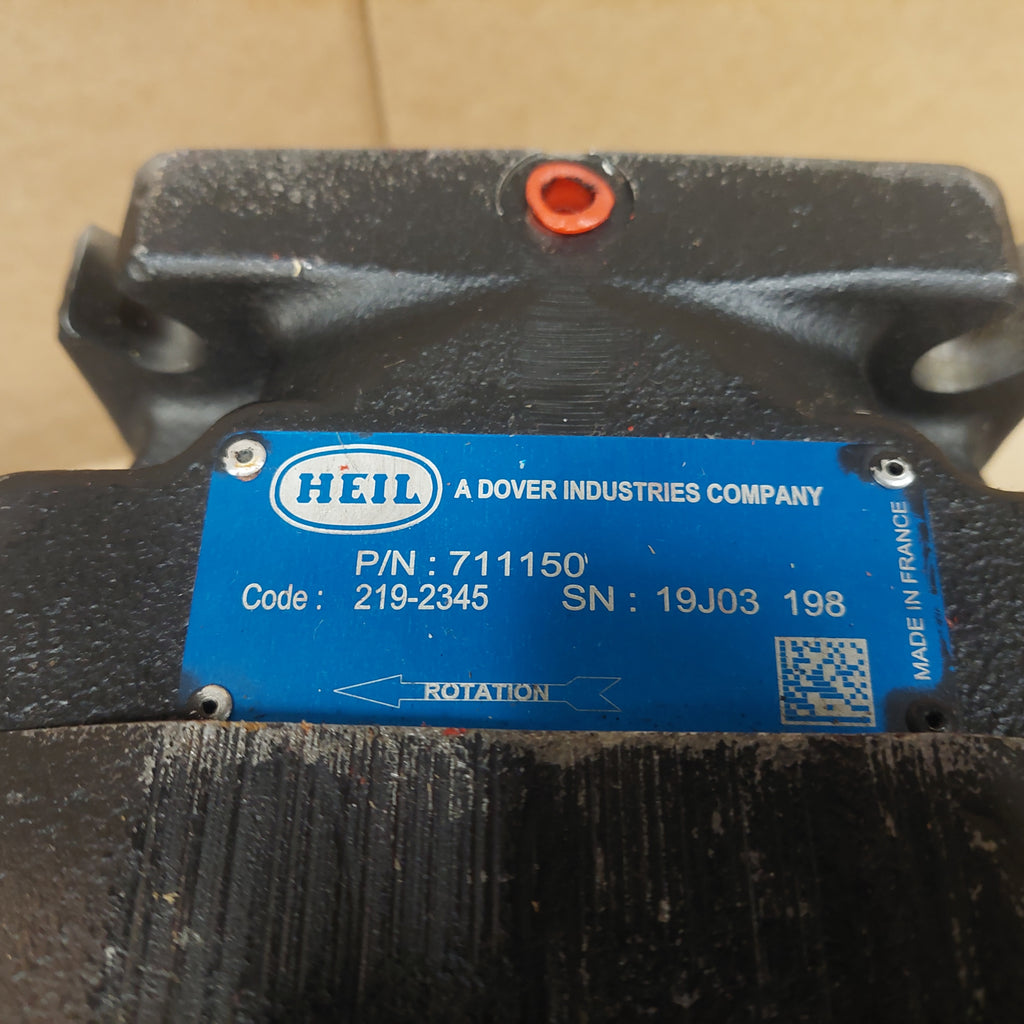 HEIL
A DOVER INDUSTRIES COMPANY
P/N : 711150
Code : 219-2345 SN : 19J03 198
ROTATION
MADE IN FRANCE